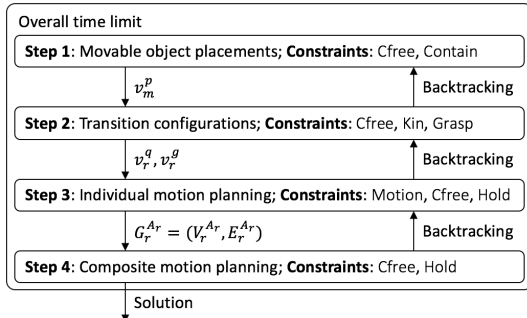 Overall time limit
Step 1: Movable object placements; Constraints: Cfree, Contain
v_m^p
Backtracking
Step 2: Transition configurations; Constraints: Cfree, Kin, Grasp
v_r^q, v_r^g
Backtracking
Step 3: Individual motion planning; Constraints: Motion, Cfree, Hold
G_r^{A_r} = (V_r^{A_r}, E_r^{A_r})
Backtracking
Step 4: Composite motion planning; Constraints: Cfree, Hold
Solution